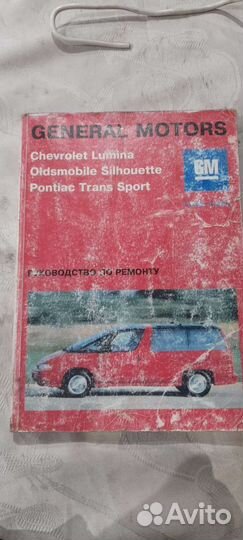 GENERAL MOTORS
Chevrolet Lumina
Oldsmobile Silhouette
Pontiac Trans Sport
GM
РУКОВОДСТВО ПО РЕМОНТУ
Avito